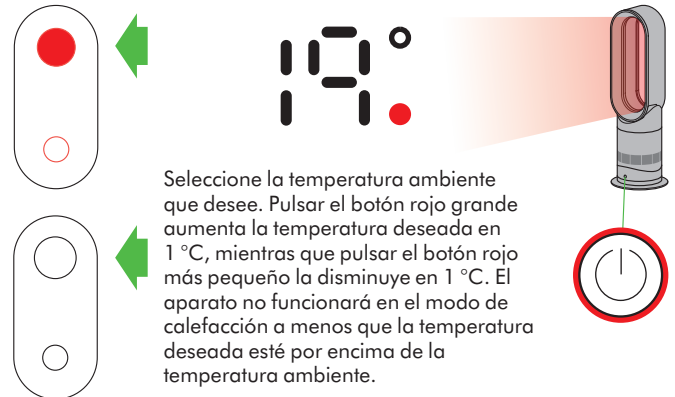 19°
Seleccione la temperatura ambiente
que desee. Pulsar el botón rojo grande
aumenta la temperatura deseada en
1 °C, mientras que pulsar el botón rojo
más pequeño la disminuye en 1 °C. El
aparato no funcionará en el modo de
calefacción a menos que la temperatura
deseada esté por encima de la
temperatura ambiente.